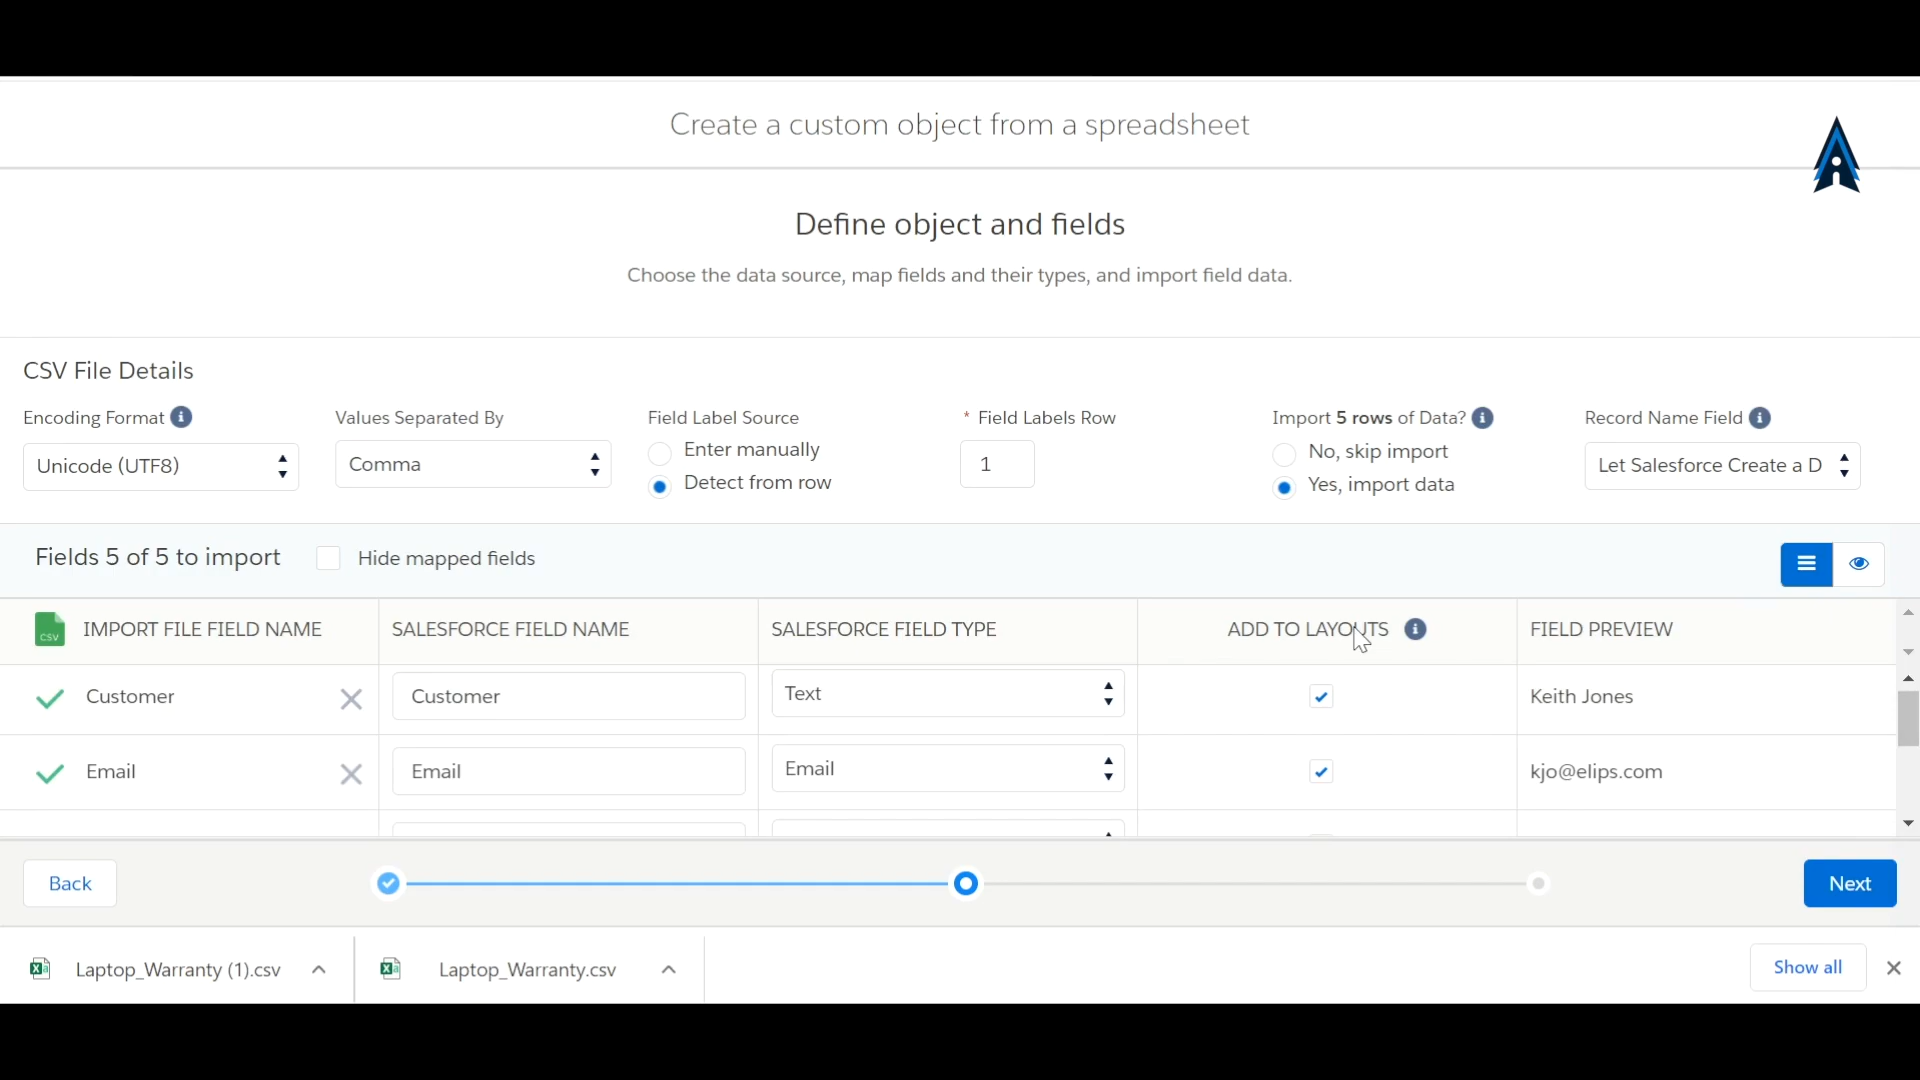 Create a custom object from a spreadsheet
Define object and fields
Choose the data source, map fields and their types, and import field data.
CSV File Details
Encoding Format
Values Separated By
Field Label Source
* Field Labels Row
Import 5 rows of Data?
Record Name Field
Unicode (UTF8)
Comma
Enter manually
Detect from row
1
No, skip import
Yes, import data
Let Salesforce Create a D
Fields 5 of 5 to import
Hide mapped fields
CSV
IMPORT FILE FIELD NAME
SALESFORCE FIELD NAME
SALESFORCE FIELD TYPE
ADD TO LAYOUTS
FIELD PREVIEW
Customer
Customer
Text
Keith Jones
Email
Email
Email
kjo@elips.com
Back
Next
Laptop_Warranty (1).csv
Laptop_Warranty.csv
Show all